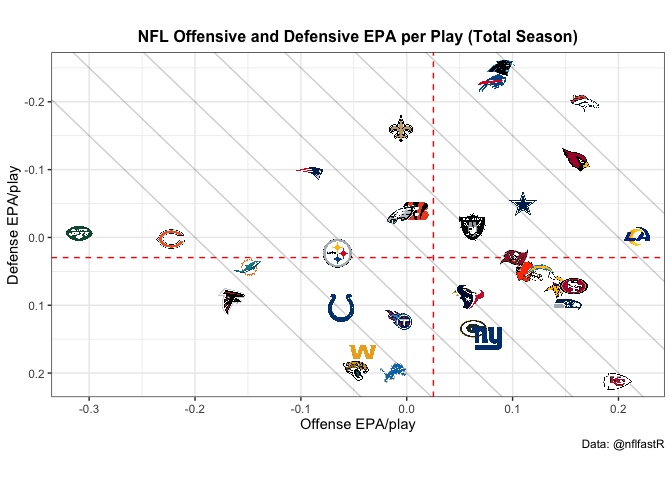 NFL Offensive and Defensive EPA per Play (Total Season)
Defense EPA/play
-0.2
-0.1
0.0
0.1
0.2
LA
W
ny
-0.3
-0.2
-0.1
0.0
0.1
0.2
Offense EPA/play
Data: @nflfastR